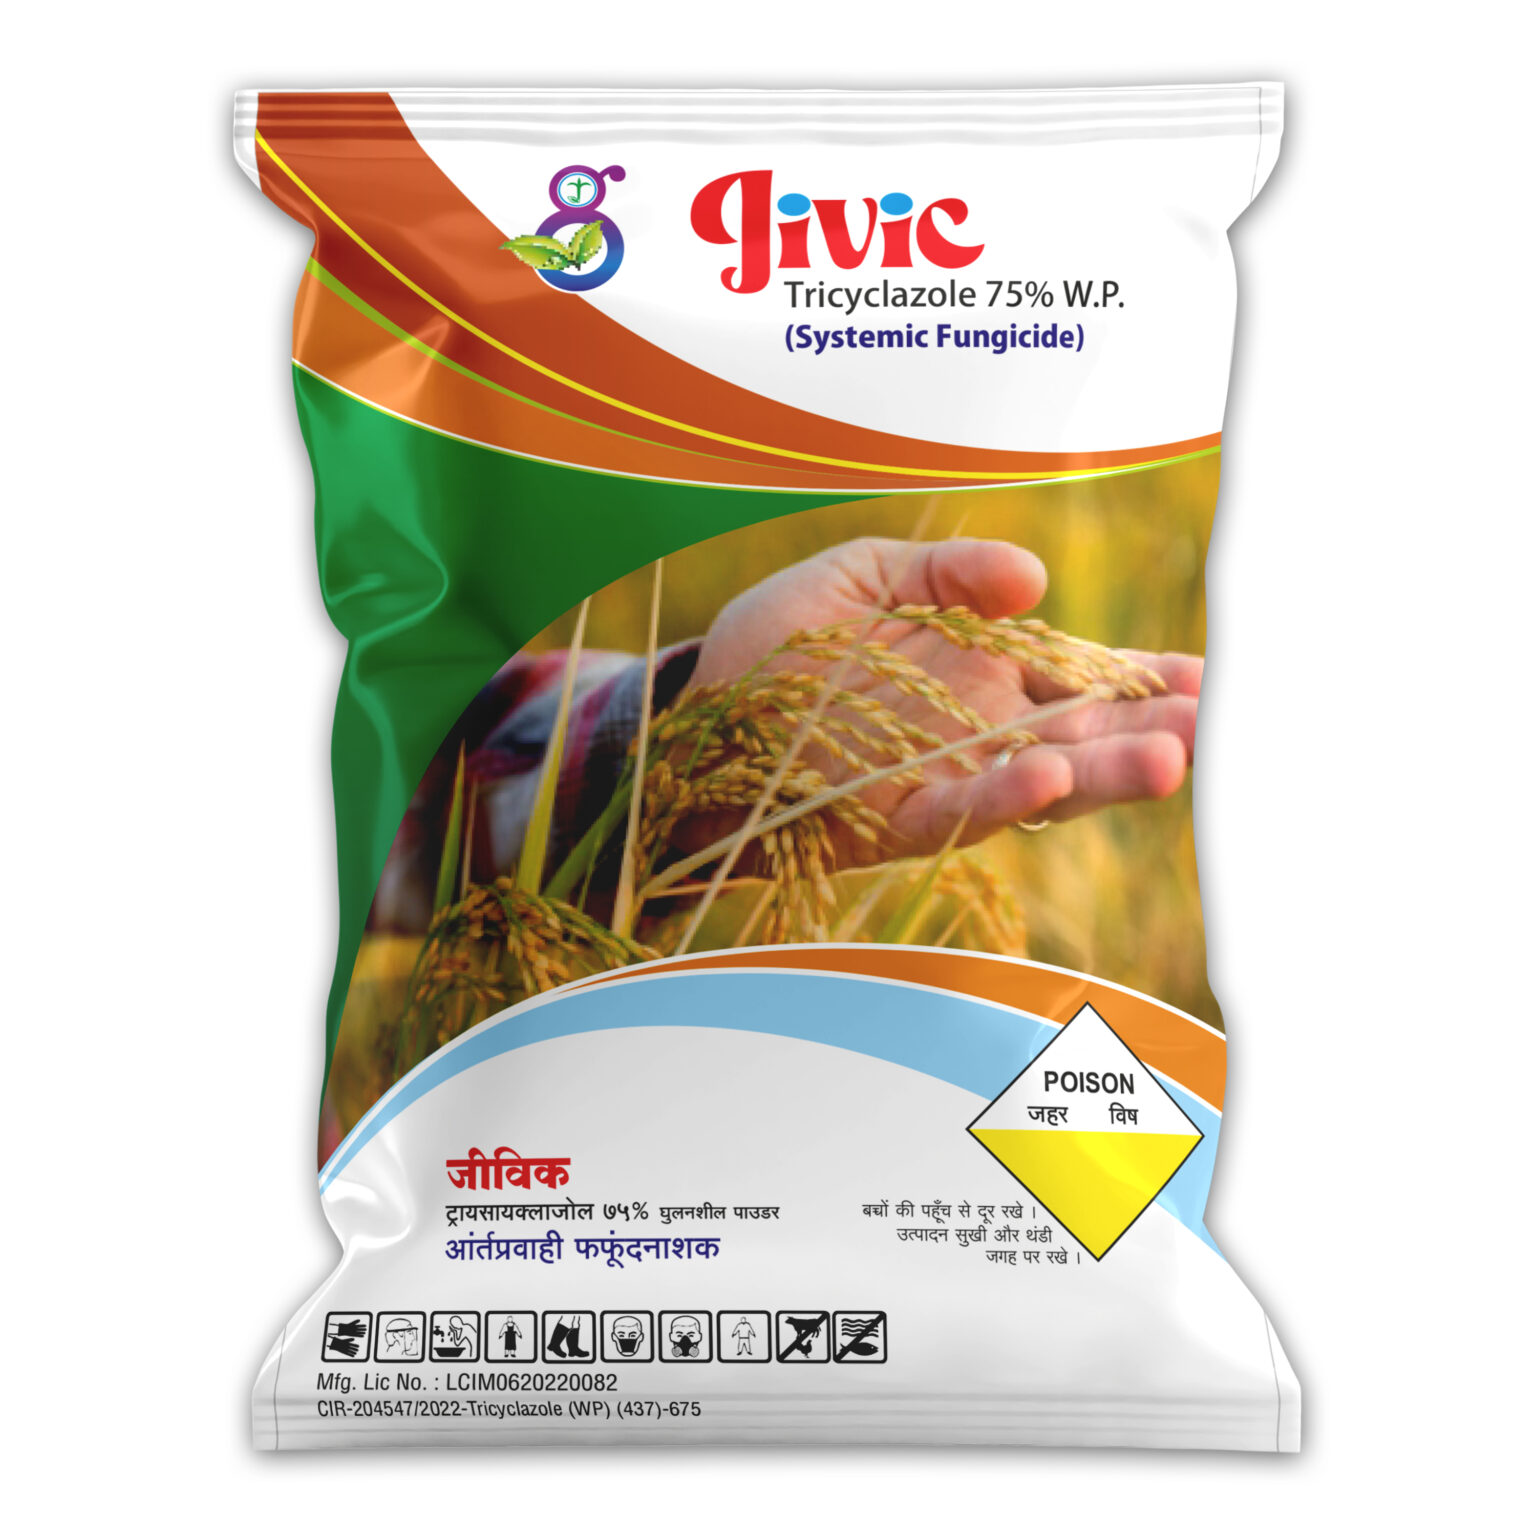 Jivic
Tricyclazole 75% W.P.
(Systemic Fungicide)
POISON
जहर विष
जीविक
ट्रायसायक्लाजोल ७५% घुलनशील पाउडर
आंर्तप्रवाही फफूंदनाशक
बच्चों की पहूँच से दूर रखे ।
उत्पादन सुखी और थंडी
जगह पर रखे ।
Mfg. Lic No. : LCIM0620220082
CIR-204547/2022-Tricyclazole (WP) (437)-675